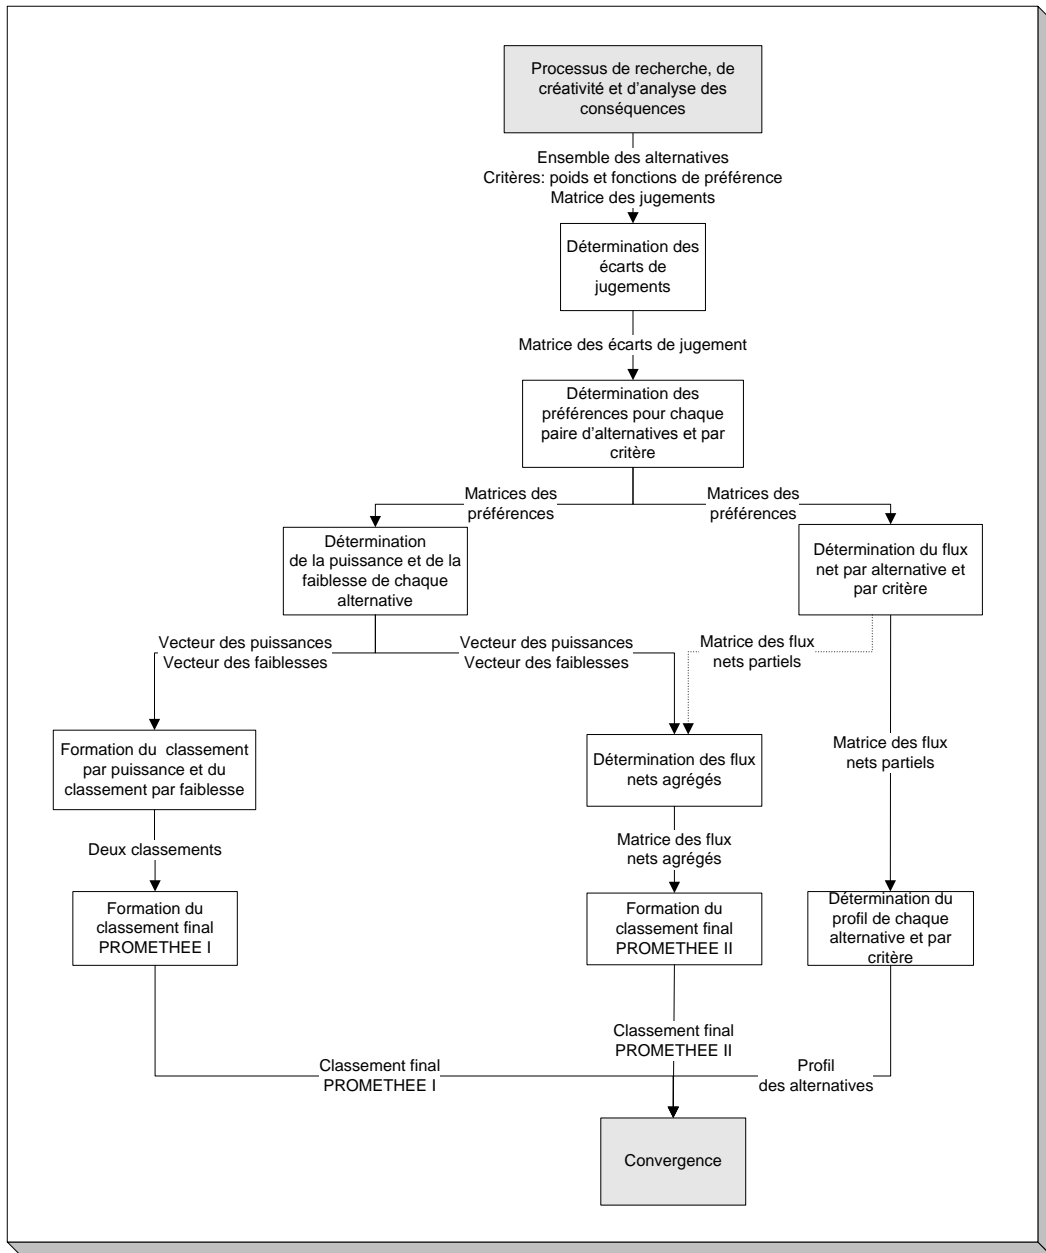 Processus de recherche, de
créativité et d'analyse des
conséquences
Ensemble des alternatives
Critères: poids et fonctions de préférence
Matrice des jugements
Détermination des
écarts de
jugements
Matrice des écarts de jugement
Détermination des
préférences pour chaque
paire d'alternatives et par
critère
Matrices des
préférences
Matrices des
préférences
Détermination
de la puissance et de la
faiblesse de chaque
alternative
Détermination du flux
net par alternative et
par critère
Vecteur des puissances
Vecteur des faiblesses
Vecteur des puissances
Vecteur des faiblesses
Matrice des flux
nets partiels
Formation du classement
par puissance et du
classement par faiblesse
Détermination des flux
nets agrégés
Matrice des flux
nets partiels
Deux classements
Matrice des flux
nets agrégés
Formation du
classement final
PROMETHEE I
Formation du
classement final
PROMETHEE II
Détermination du
profil de chaque
alternative et par
critère
Classement final
PROMETHEE II
Classement final
PROMETHEE I
Profil
des alternatives
Convergence